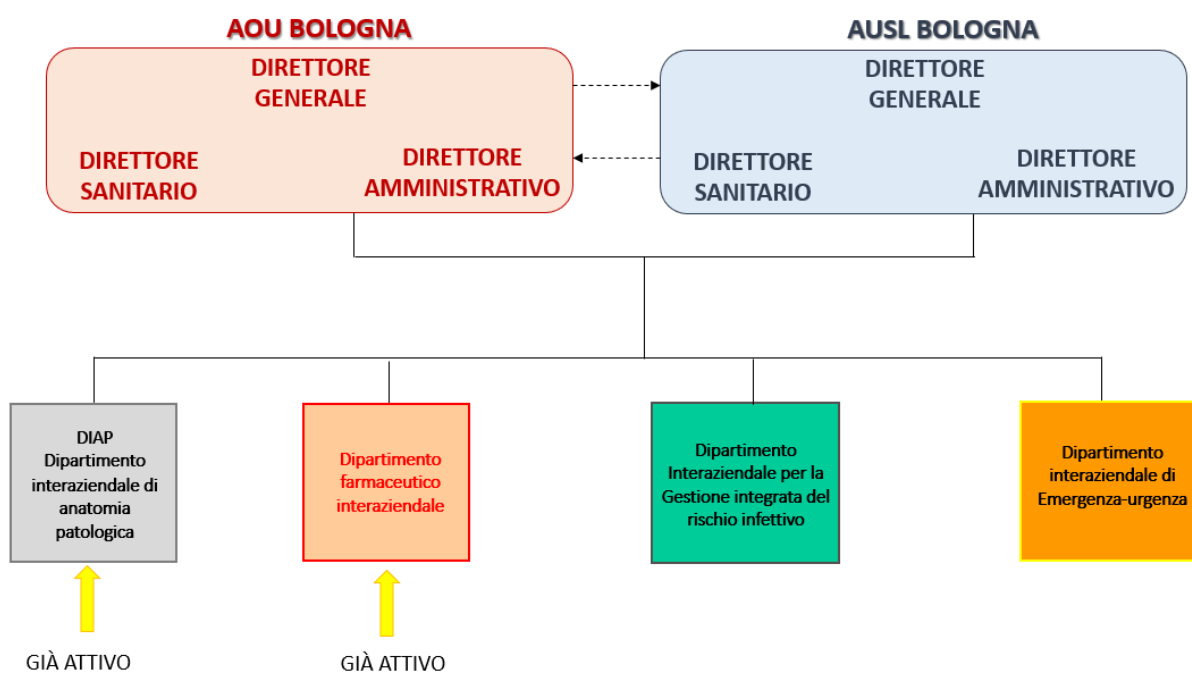 AOU BOLOGNA
DIRETTORE
GENERALE
DIRETTORE
SANITARIO
DIRETTORE
AMMINISTRATIVO
AUSL BOLOGNA
DIRETTORE
GENERALE
DIRETTORE
SANITARIO
DIRETTORE
AMMINISTRATIVO
DIAP
Dipartimento
interaziendale di
anatomia
patologica
Dipartimento
farmaceutico
interaziendale
Dipartimento
Interaziendale per la
Gestione integrata del
rischio infettivo
Dipartimento
interaziendale di
Emergenza-urgenza
GIÀ ATTIVO
GIÀ ATTIVO